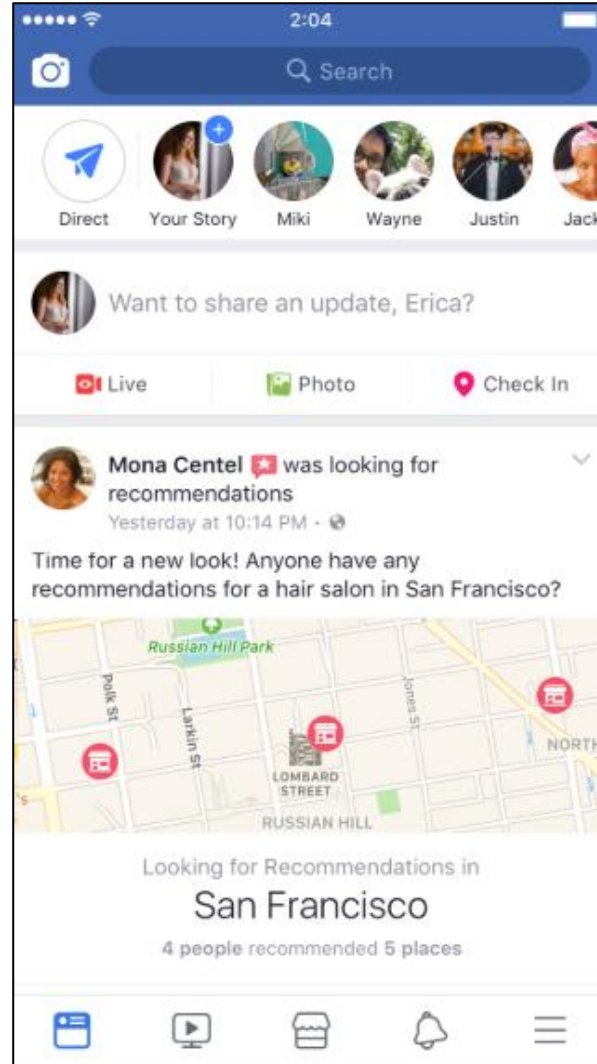 2:04
Search
Direct
Your Story
Miki
Wayne
Justin
Jack
Want to share an update, Erica?
Live
Photo
Check In
Mona Centel was looking for
recommendations
Yesterday at 10:14 PM ·
Time for a new look! Anyone have any
recommendations for a hair salon in San Francisco?
Russian Hill Park
Polk St
Larkin St
Jones St
NORTH
LOMBARD
STREET
RUSSIAN HILL
Looking for Recommendations in
San Francisco
4 people recommended 5 places